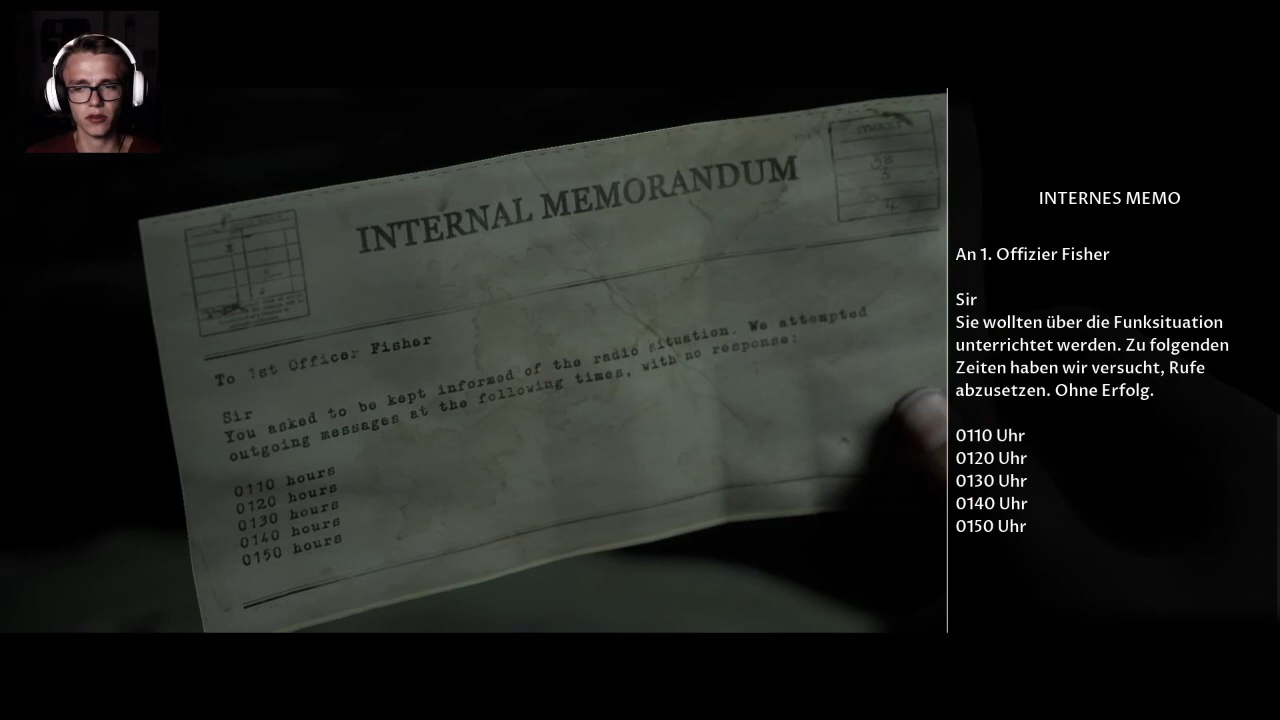 INTERNAL MEMORANDUM
To 1st Officer Fisher
Sir
You asked to be kept informed of the radio situation. We attempted
outgoing messages at the following times, with no response:
0110 hours
0120 hours
0130 hours
0140 hours
0150 hours
INTERNES MEMO
An 1. Offizier Fisher
Sir
Sie wollten über die Funksituation
unterrichtet werden. Zu folgenden
Zeiten haben wir versucht, Rufe
abzusetzen. Ohne Erfolg.
0110 Uhr
0120 Uhr
0130 Uhr
0140 Uhr
0150 Uhr